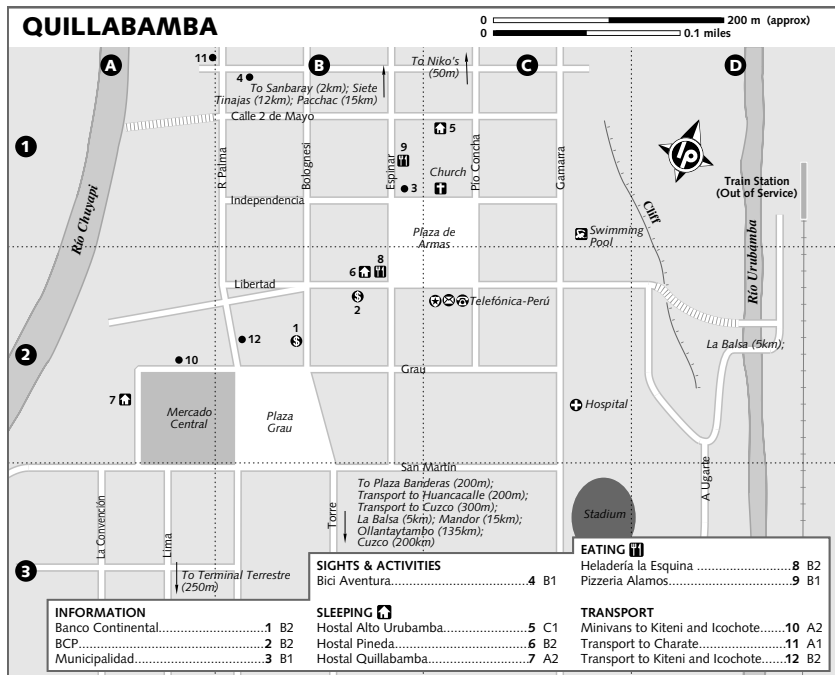 QUILLABAMBA
0 200 m (approx)
0 0.1 miles
A
B
C
D
1
2
3
11
4
To Sanbaray (2km); Siete
Tinajas (12km); Pacchac (15km)
To Niko's
(50m)
Calle 2 de Mayo
5
9
Church
3
R Palma
Bolognesi
Espinar
Pío Concha
Gamarra
Independencia
Río Chuyapi
Cliff
Train Station
(Out of Service)
Swimming
Pool
Río Urubamba
Plaza de
Armas
8
6
Libertad
2
Telefónica-Perú
1
12
10
La Balsa (5km);
Grau
7
Mercado
Central
Plaza
Grau
Hospital
San Martín
A Ugarte
Stadium
La Convención
Lima
Torre
To Plaza Banderas (200m);
Transport to Huancacalle (200m);
Transport to Cuzco (300m);
La Balsa (5km); Mandor (15km);
Ollantaytambo (135km);
Cuzco (200km)
To Terminal Terrestre
(250m)
INFORMATION
Banco Continental 1 B2
BCP 2 B2
Municipalidad 3 B1
SIGHTS & ACTIVITIES
Bici Aventura 4 B1
SLEEPING
Hostal Alto Urubamba 5 C1
Hostal Pineda 6 B2
Hostal Quillabamba 7 A2
EATING
Heladería la Esquina 8 B2
Pizzeria Alamos 9 B1
TRANSPORT
Minivans to Kiteni and Icochote 10 A2
Transport to Charate 11 A1
Transport to Kiteni and Icochote 12 B2